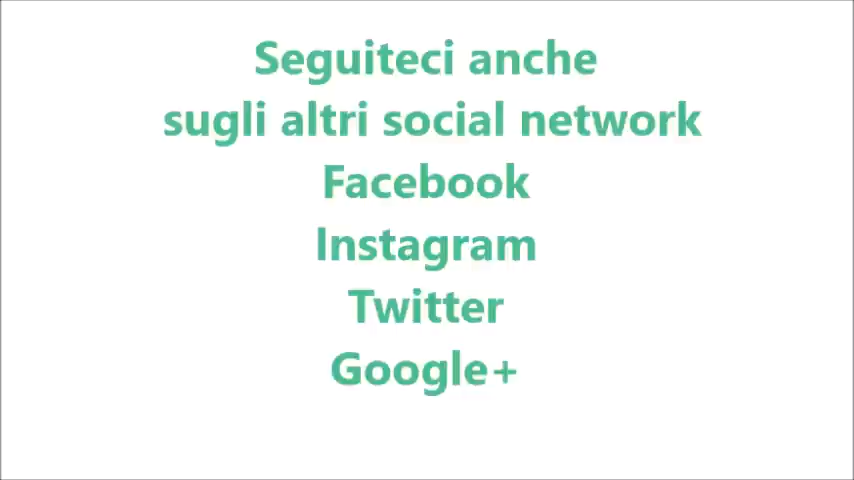 Seguiteci anche
sugli altri social network
Facebook
Instagram
Twitter
Google+